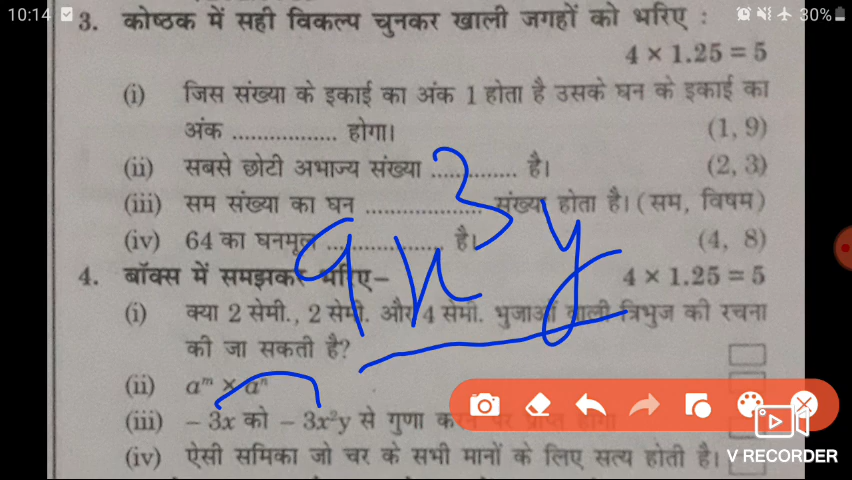 10:14 30%
3. कोष्ठक में सही विकल्प चुनकर खाली जगहों को भरिए :
4 × 1.25 = 5
(i) जिस संख्या के इकाई का अंक 1 होता है उसके घन के इकाई का
अंक ................. होगा। (1, 9)
(ii) सबसे छोटी अभाज्य संख्या .............. है। (2, 3)
(iii) सम संख्या का घन ................... संख्या होता है। (सम, विषम)
(iv) 64 का घनमूल ................... है। (4, 8)
9x³y
4. बॉक्स में समझकर भरिए–
4 × 1.25 = 5
(i) क्या 2 सेमी., 2 सेमी. और 4 सेमी. भुजाओं वाली त्रिभुज की रचना
की जा सकती है?
(ii) aᵐ × aⁿ
(iii) – 3x को – 3x²y से गुणा करने पर प्राप्त होगा
(iv) ऐसी समिका जो चर के सभी मानों के लिए सत्य होती है।
V RECORDER